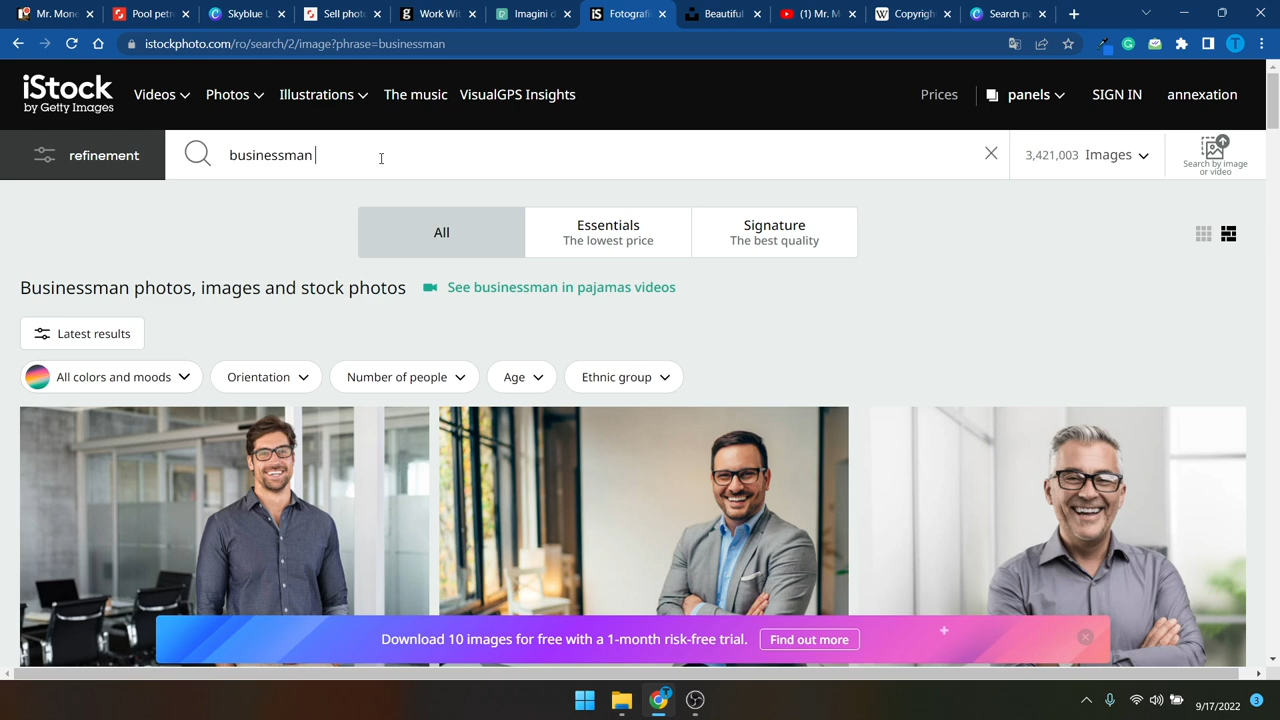 Mr. Mone
Pool petr
Skyblue L
Sell photo
Work Wit
Imagini d
Fotografi
Beautiful
(1) Mr. M
Copyrigh
Search pa
istockphoto.com/ro/search/2/image?phrase=businessman
iStock
by Getty Images
Videos
Photos
Illustrations
The music
VisualGPS Insights
Prices
panels
SIGN IN
annexation
refinement
businessman
3,421,003 Images
Search by image
or video
All
Essentials
The lowest price
Signature
The best quality
Businessman photos, images and stock photos
See businessman in pajamas videos
Latest results
All colors and moods
Orientation
Number of people
Age
Ethnic group
Download 10 images for free with a 1-month risk-free trial.
Find out more
9/17/2022
3